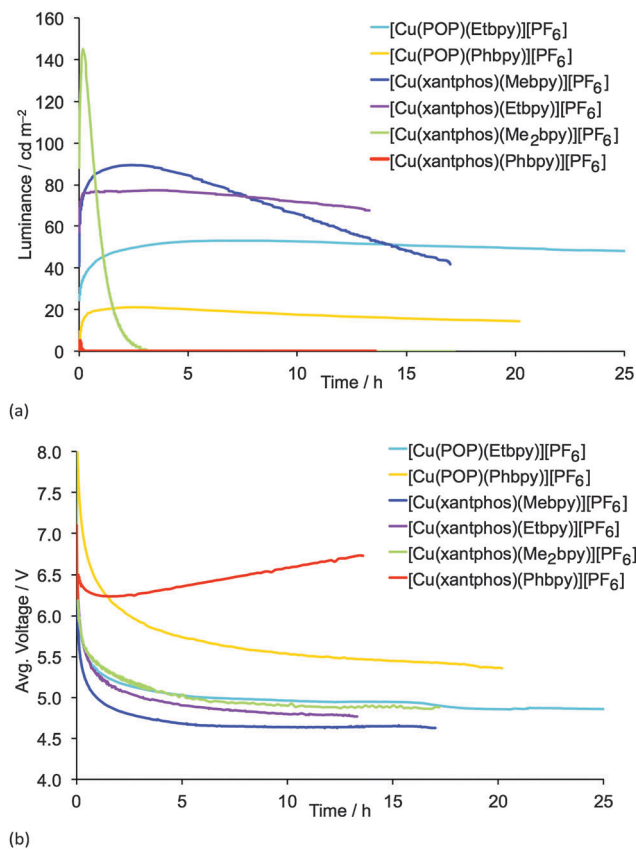 160
140
120
100
80
60
40
20
0
Luminance / cd m⁻²
[Cu(POP)(Etbpy)][PF₆]
[Cu(POP)(Phbpy)][PF₆]
[Cu(xantphos)(Mebpy)][PF₆]
[Cu(xantphos)(Etbpy)][PF₆]
[Cu(xantphos)(Me₂bpy)][PF₆]
[Cu(xantphos)(Phbpy)][PF₆]
0 5 10 15 20 25
Time / h
(a)
8.0
7.5
7.0
6.5
6.0
5.5
5.0
4.5
4.0
Avg. Voltage / V
[Cu(POP)(Etbpy)][PF₆]
[Cu(POP)(Phbpy)][PF₆]
[Cu(xantphos)(Mebpy)][PF₆]
[Cu(xantphos)(Etbpy)][PF₆]
[Cu(xantphos)(Me₂bpy)][PF₆]
[Cu(xantphos)(Phbpy)][PF₆]
0 5 10 15 20 25
Time / h
(b)